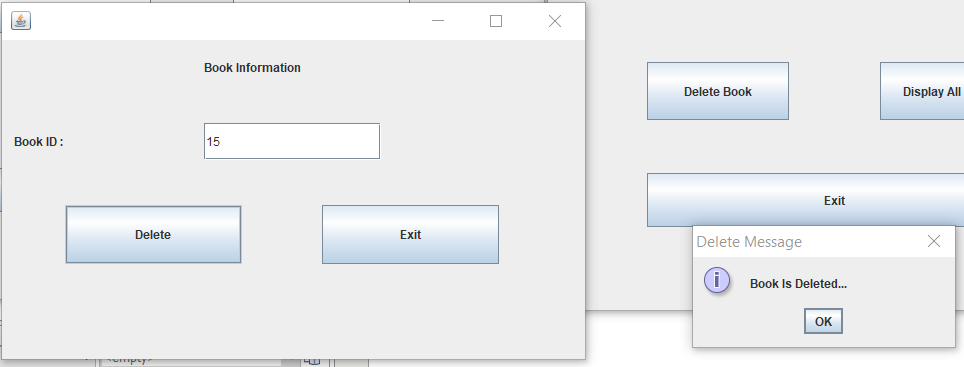 Book Information
Book ID :
15
Delete
Exit
Delete Book
Display All
Exit
Delete Message
Book Is Deleted...
OK
<empty>